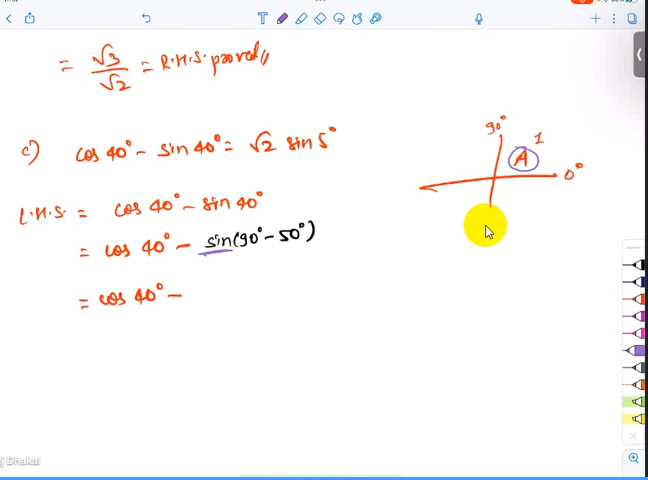 = √3/√2 = R.H.S. proved //
c) cos 40° - sin 40° = √2 sin 5°
90°
1
A
0°
L.H.S. = cos 40° - sin 40°
= cos 40° - sin(90° - 50°)
= cos 40° -
j Dhakal